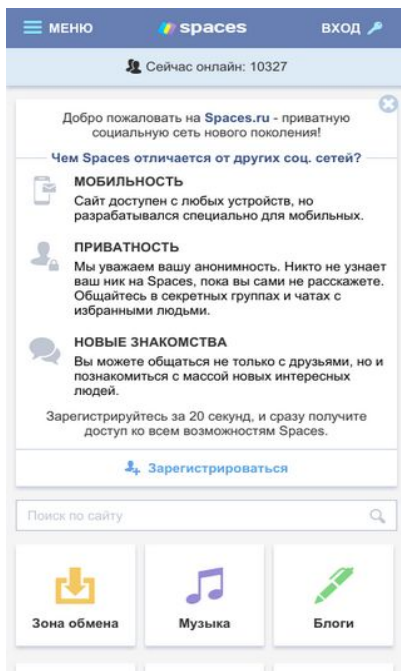 МЕНЮ spaces ВХОД
Сейчас онлайн: 10327
Добро пожаловать на Spaces.ru - приватную
социальную сеть нового поколения!
Чем Spaces отличается от других соц. сетей?
МОБИЛЬНОСТЬ
Сайт доступен с любых устройств, но
разрабатывался специально для мобильных.
ПРИВАТНОСТЬ
Мы уважаем вашу анонимность. Никто не узнает
ваш ник на Spaces, пока вы сами не расскажете.
Общайтесь в секретных группах и чатах с
избранными людьми.
НОВЫЕ ЗНАКОМСТВА
Вы можете общаться не только с друзьями, но и
познакомиться с массой новых интересных
людей.
Зарегистрируйтесь за 20 секунд, и сразу получите
доступ ко всем возможностям Spaces.
Зарегистрироваться
Поиск по сайту
Зона обмена Музыка Блоги